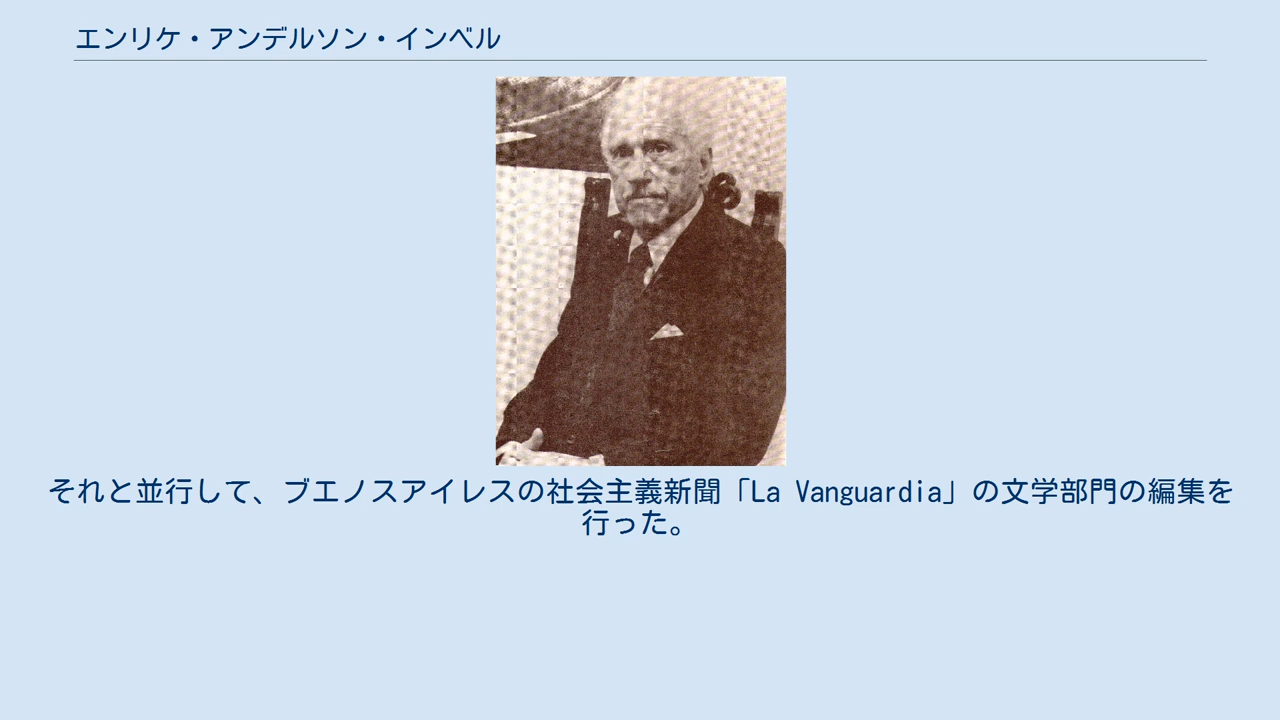 エンリケ・アンデルソン・インベル
それと並行して、ブエノスアイレスの社会主義新聞「La Vanguardia」の文学部門の編集を
行った。